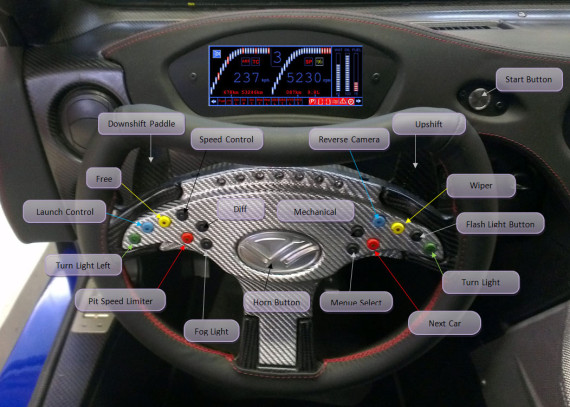 3
237
5230
Start Button
Downshift Paddle
Speed Control
Reverse Camera
Upshift
Free
Wiper
Launch Control
Diff
Mechanical
Flash Light Button
Turn Light Left
Turn Light
Pit Speed Limiter
Horn Button
Menue Select
Fog Light
Next Car